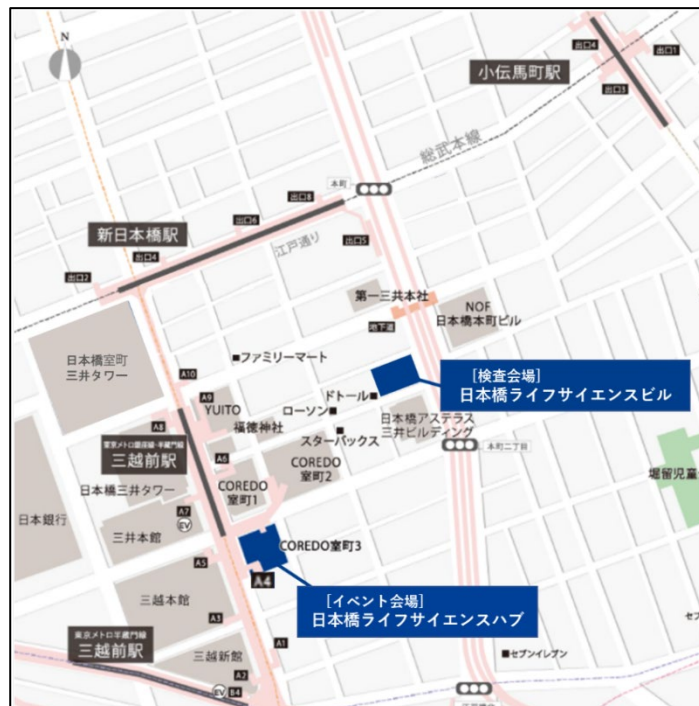 N
出口4
出口1
小伝馬町駅
出口3
総武本線
本町
出口8
出口6
新日本橋駅
出口4
江戸通り
出口5
出口2
第一三共本社
NOF
日本橋本町ビル
地下道
日本橋室町
三井タワー
ファミリーマート
A10
[検査会場]
日本橋ライフサイエンスビル
A9
YUITO
ドトール
ローソン
福徳神社
スターバックス
日本橋アステラス
三井ビルディング
A8
東京メトロ銀座線・半蔵門線
三越前駅
本町二丁目
A6
COREDO
室町2
堀留児童
日本橋三井タワー
COREDO
室町1
日本銀行
A7
EV
三井本館
COREDO室町3
A5
A4
[イベント会場]
日本橋ライフサイエンスハブ
三越本館
A3
東京メトロ半蔵門線
三越前駅
A1
三越新館
セブンイレブン
A2
EV
B4